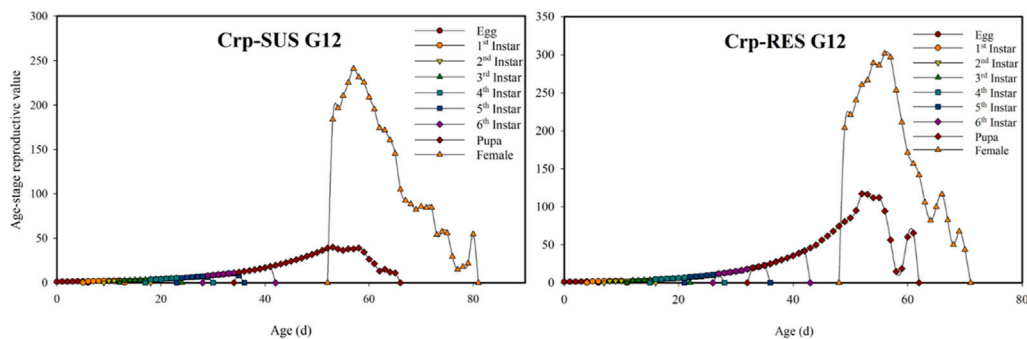 Crp-SUS G12
Age-stage reproductive value
300
250
200
150
100
50
0
0
20
40
60
80
Age (d)
Egg
1st Instar
2nd Instar
3rd Instar
4th Instar
5th Instar
6th Instar
Pupa
Female
Crp-RES G12
350
300
250
200
150
100
50
0
0
20
40
60
80
Age (d)
Egg
1st Instar
2nd Instar
3rd Instar
4th Instar
5th Instar
6th Instar
Pupa
Female